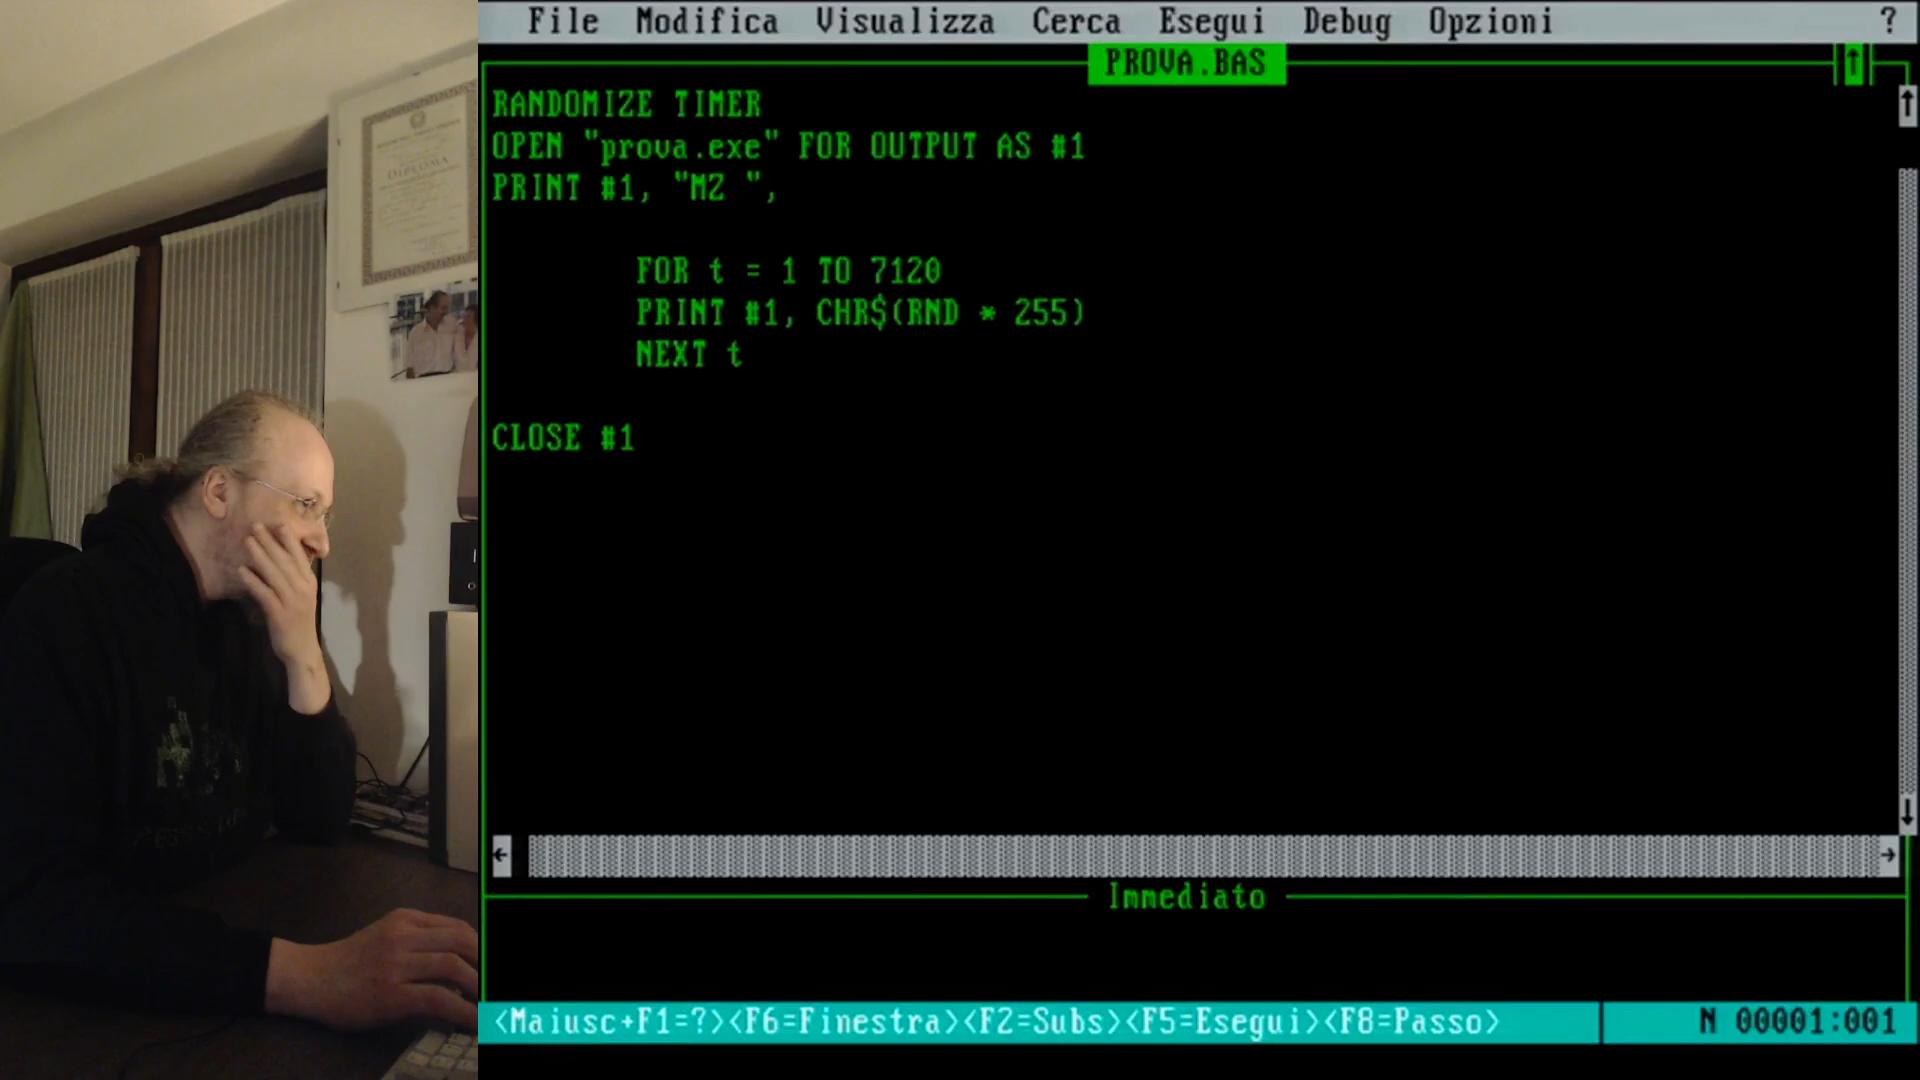 DIPLOMA
File Modifica Visualizza Cerca Esegui Debug Opzioni ?
PROVA.BAS
RANDOMIZE TIMER
OPEN "prova.exe" FOR OUTPUT AS #1
PRINT #1, "MZ ",
FOR t = 1 TO 7120
PRINT #1, CHR$(RND * 255)
NEXT t
CLOSE #1
Immediato
<Maiusc+F1=?><F6=Finestra><F2=Subs><F5=Esegui><F8=Passo> N 00001:001